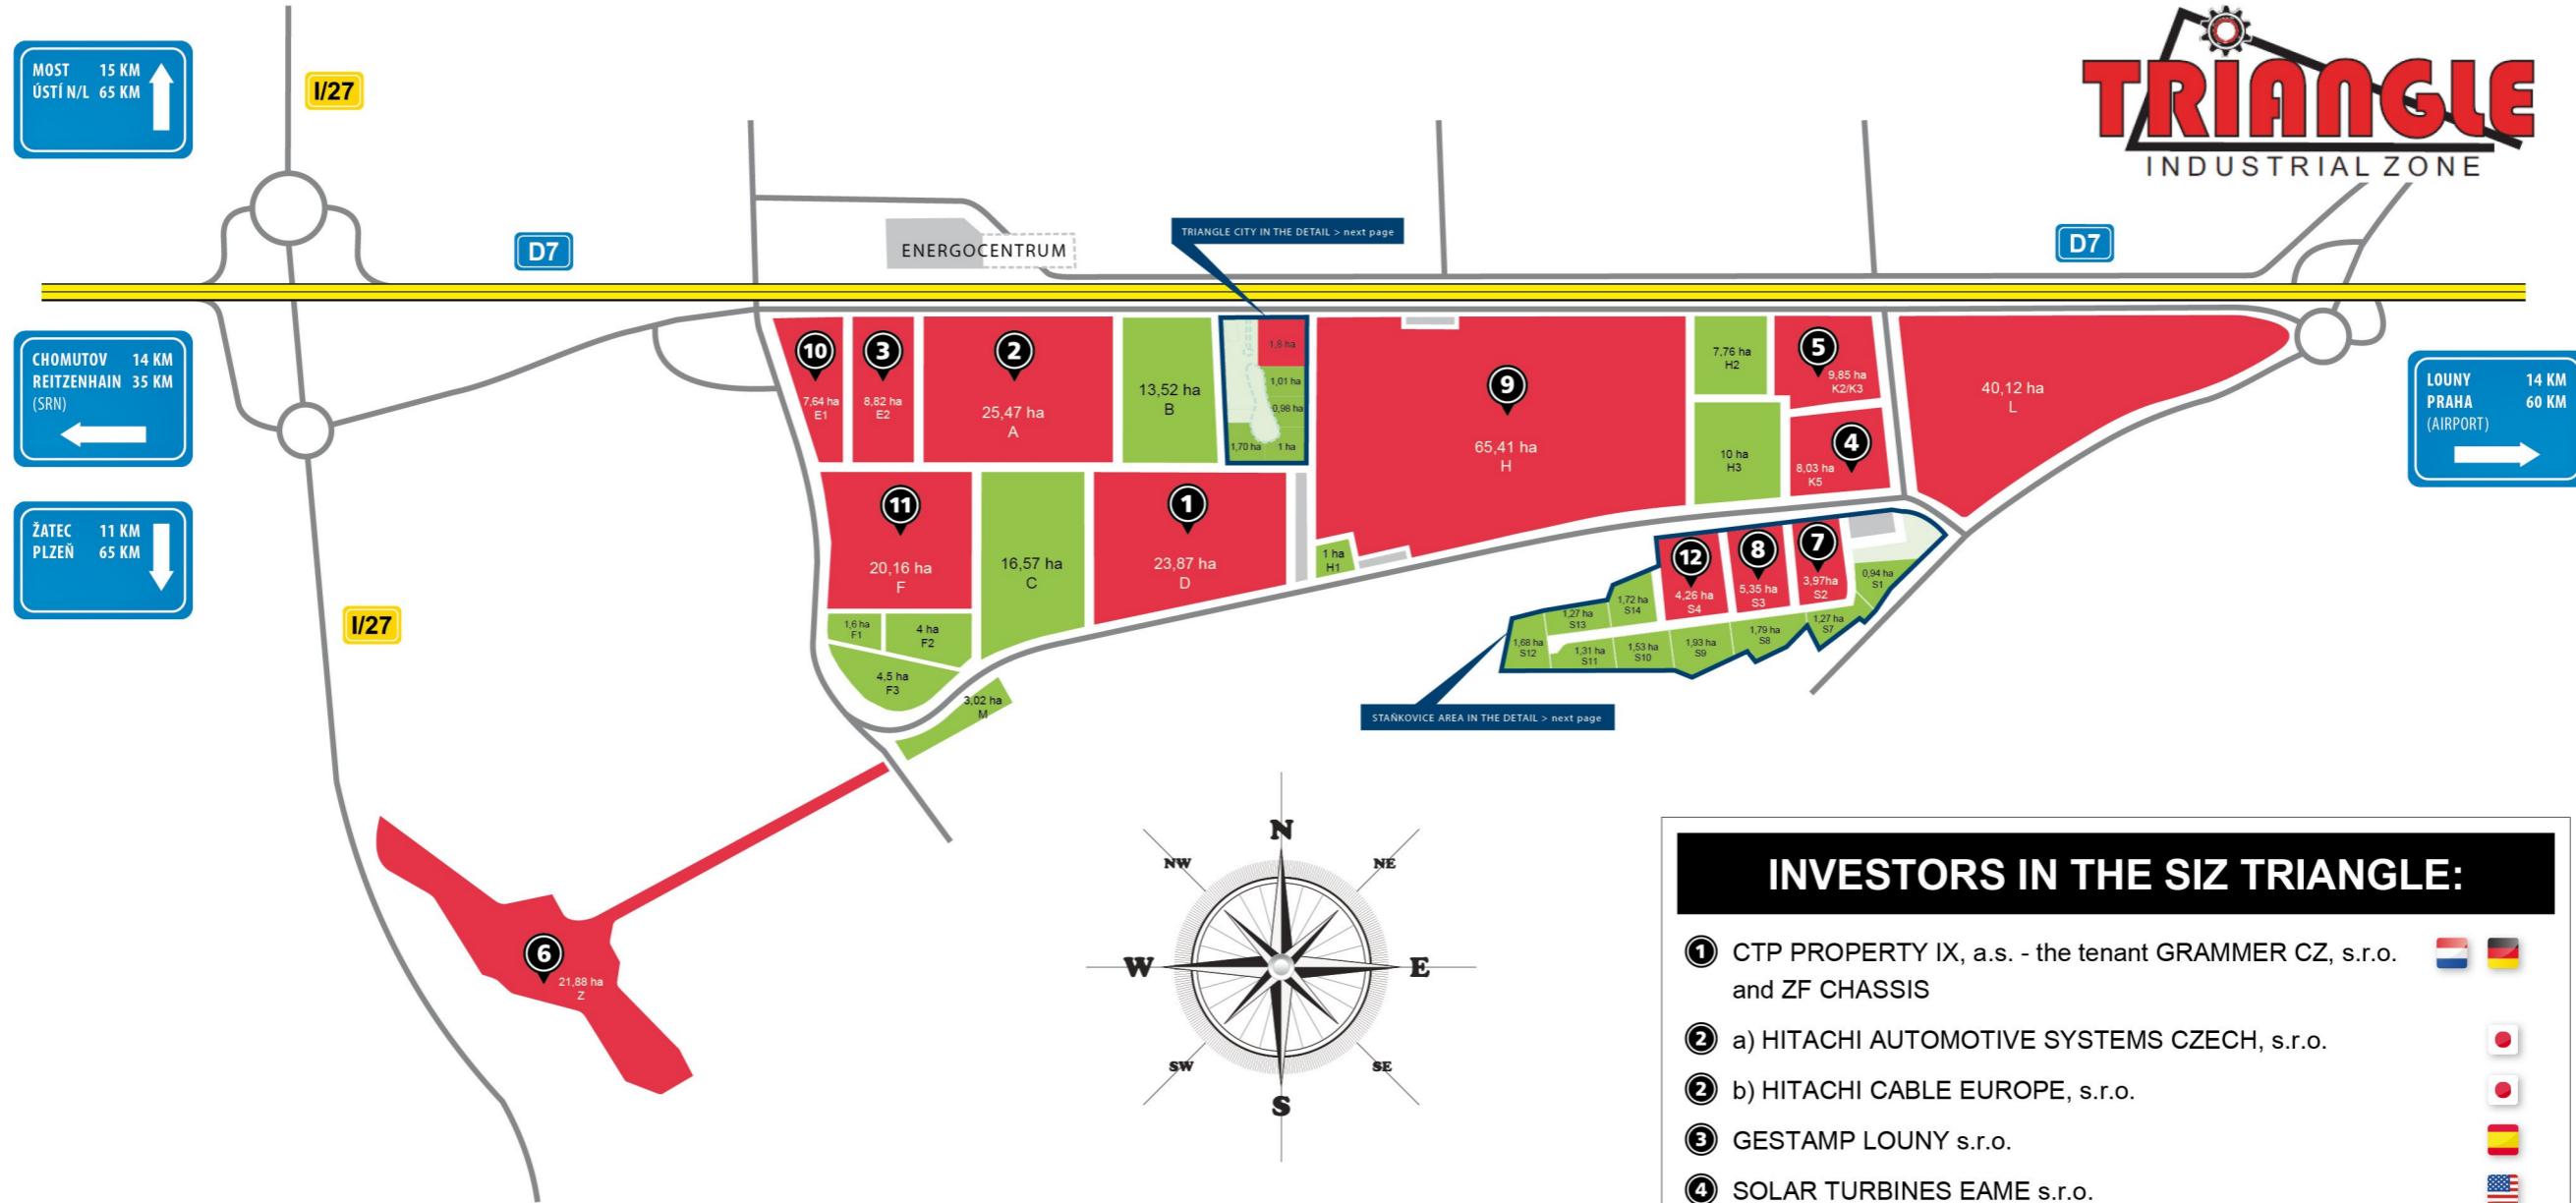 MOST 15 KM
ÚSTÍ N/L 65 KM
I/27
TRIANGLE
INDUSTRIAL ZONE
D7
ENERGOCENTRUM
TRIANGLE CITY IN THE DETAIL > next page
D7
CHOMUTOV 14 KM
REITZENHAIN 35 KM
(SRN)
LOUNY 14 KM
PRAHA 60 KM
(AIRPORT)
ŽATEC 11 KM
PLZEŇ 65 KM
I/27
10
7,64 ha
E1
3
8,82 ha
E2
2
25,47 ha
A
13,52 ha
B
1,8 ha
1,01 ha
0,98 ha
1,70 ha
1 ha
9
65,41 ha
H
7,76 ha
H2
5
9,85 ha
K2/K3
40,12 ha
L
10 ha
H3
4
8,03 ha
K5
11
20,16 ha
F
16,57 ha
C
1
23,87 ha
D
1 ha
H1
12
4,26 ha
S4
8
5,35 ha
S3
7
3,97ha
S2
0,94 ha
S1
1,6 ha
F1
4 ha
F2
4,5 ha
F3
3,02 ha
M
1,72 ha
S14
1,27 ha
S13
1,68 ha
S12
1,31 ha
S11
1,53 ha
S10
1,93 ha
S9
1,79 ha
S8
1,27 ha
S7
STAŇKOVICE AREA IN THE DETAIL > next page
6
21,88 ha
Z
N
NW
NE
W
E
SW
SE
S
INVESTORS IN THE SIZ TRIANGLE:
1 CTP PROPERTY IX, a.s. - the tenant GRAMMER CZ, s.r.o.
and ZF CHASSIS
2 a) HITACHI AUTOMOTIVE SYSTEMS CZECH, s.r.o.
2 b) HITACHI CABLE EUROPE, s.r.o.
3 GESTAMP LOUNY s.r.o.
4 SOLAR TURBINES EAME s.r.o.